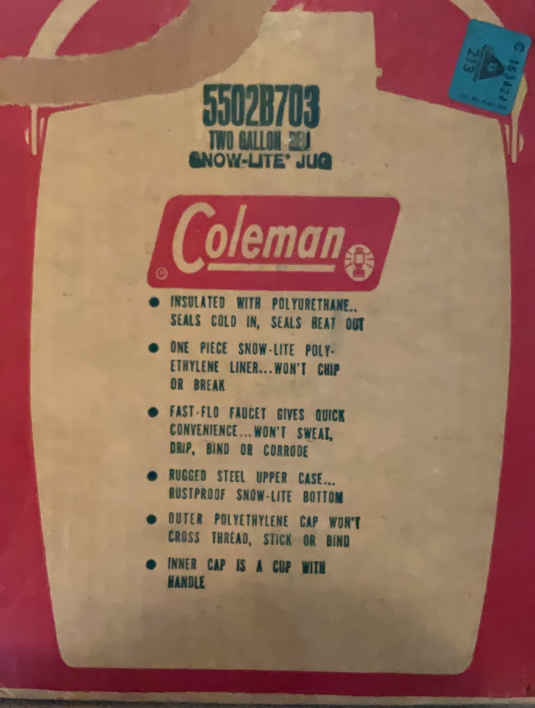 5502B703
TWO GALLON RED
SNOW-LITE® JUG
Coleman
®
● INSULATED WITH POLYURETHANE..
SEALS COLD IN, SEALS HEAT OUT
● ONE PIECE SNOW-LITE POLY-
ETHYLENE LINER...WON'T CHIP
OR BREAK
● FAST-FLO FAUCET GIVES QUICK
CONVENIENCE...WON'T SWEAT,
DRIP, BIND OR CORRODE
● RUGGED STEEL UPPER CASE...
RUSTPROOF SNOW-LITE BOTTOM
● OUTER POLYETHYLENE CAP WON'T
CROSS THREAD, STICK OR BIND
● INNER CAP IS A CUP WITH
HANDLE
213